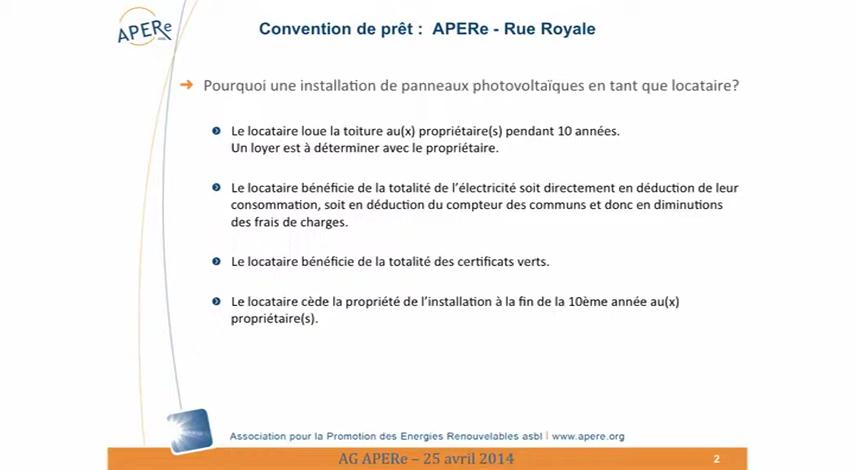 APERe
Convention de prêt : APERe - Rue Royale
Pourquoi une installation de panneaux photovoltaïques en tant que locataire?
Le locataire loue la toiture au(x) propriétaire(s) pendant 10 années.
Un loyer est à déterminer avec le propriétaire.
Le locataire bénéficie de la totalité de l'électricité soit directement en déduction de leur
consommation, soit en déduction du compteur des communs et donc en diminutions
des frais de charges.
Le locataire bénéficie de la totalité des certificats verts.
Le locataire cède la propriété de l'installation à la fin de la 10ème année au(x)
propriétaire(s).
Association pour la Promotion des Energies Renouvelables asbl | www.apere.org
AG APERe – 25 avril 2014
2